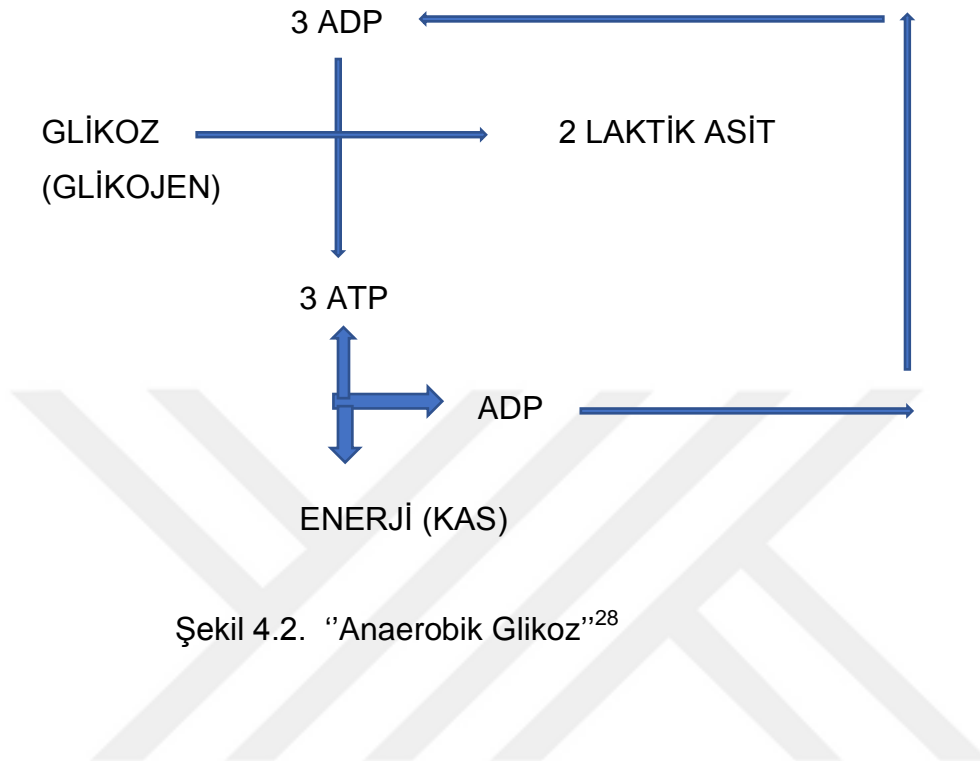 3 ADP
GLİKOZ 2 LAKTİK ASİT
(GLİKOJEN)
3 ATP
ADP
ENERJİ (KAS)
Şekil 4.2. ‘’Anaerobik Glikoz’’28